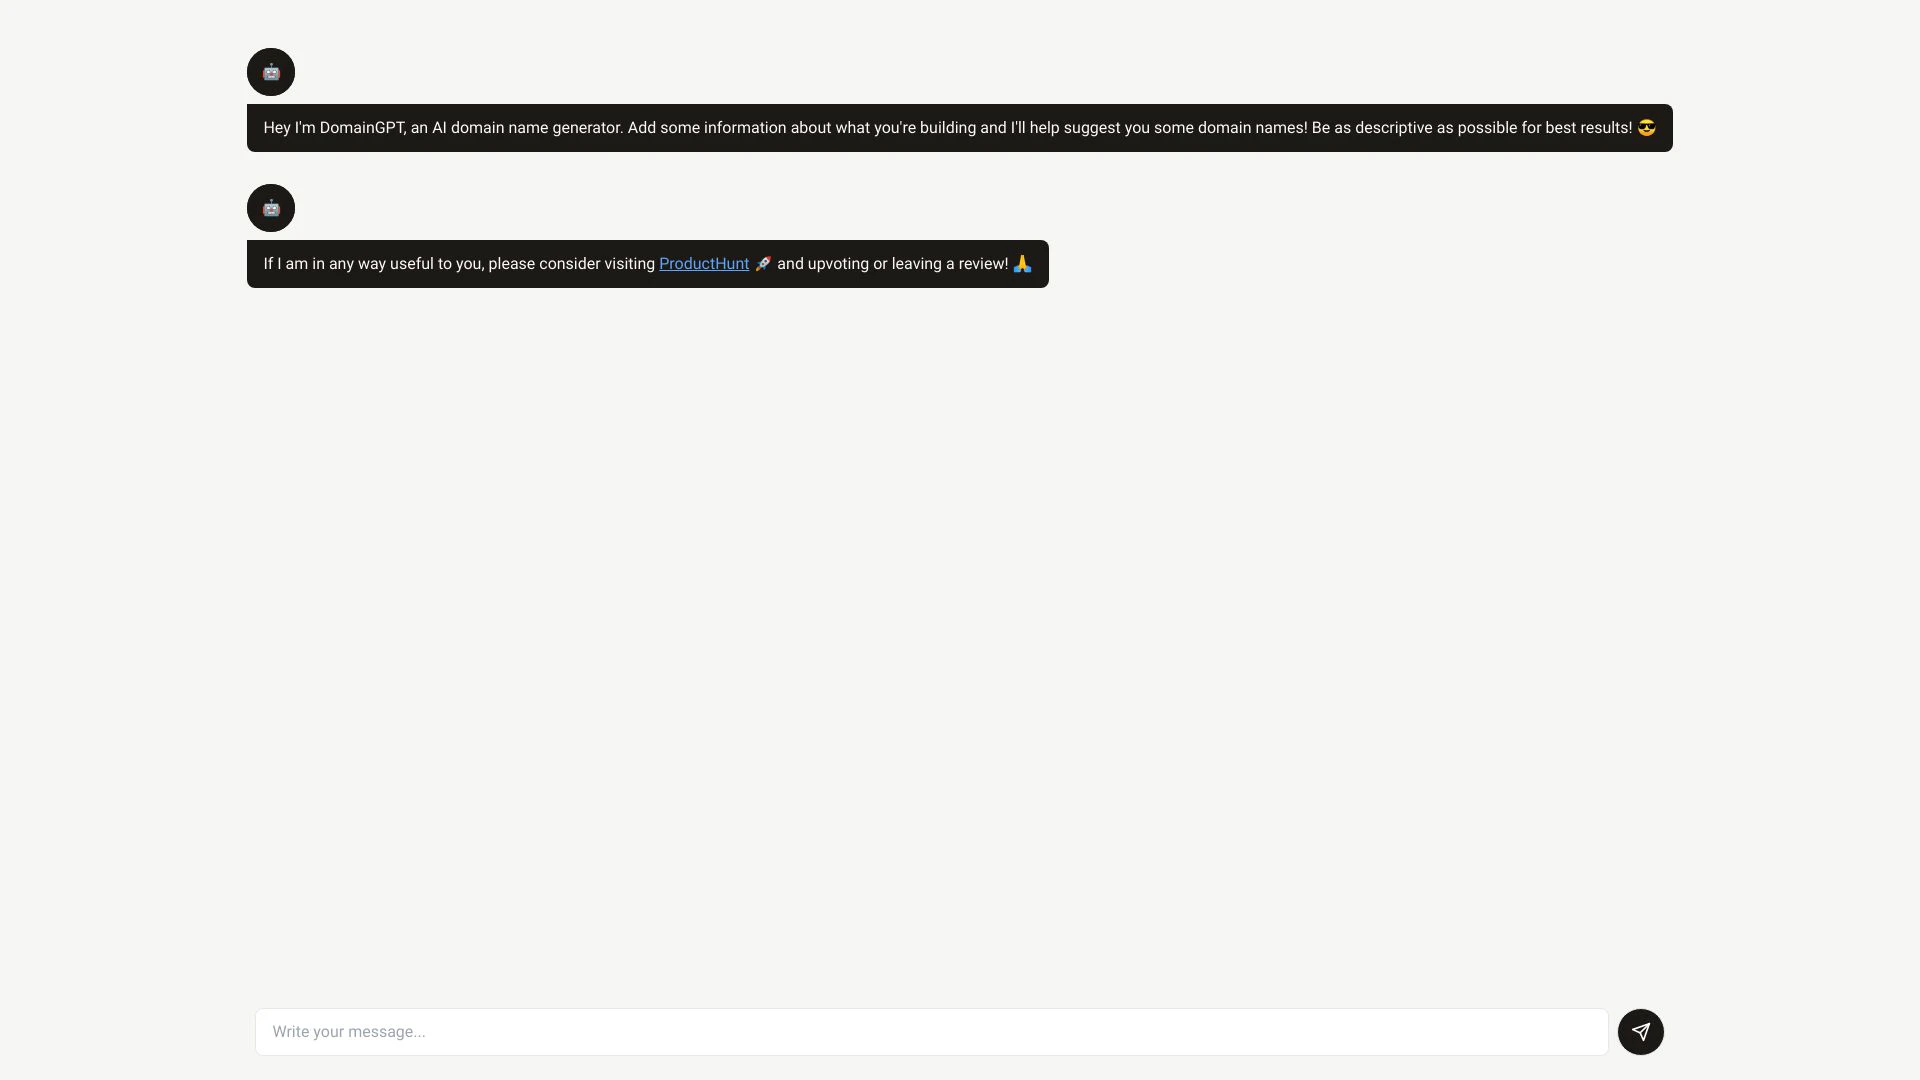 Hey I'm DomainGPT, an AI domain name generator. Add some information about what you're building and I'll help suggest you some domain names! Be as descriptive as possible for best results! 😎
If I am in any way useful to you, please consider visiting ProductHunt 🚀 and upvoting or leaving a review! 🙏
Write your message...